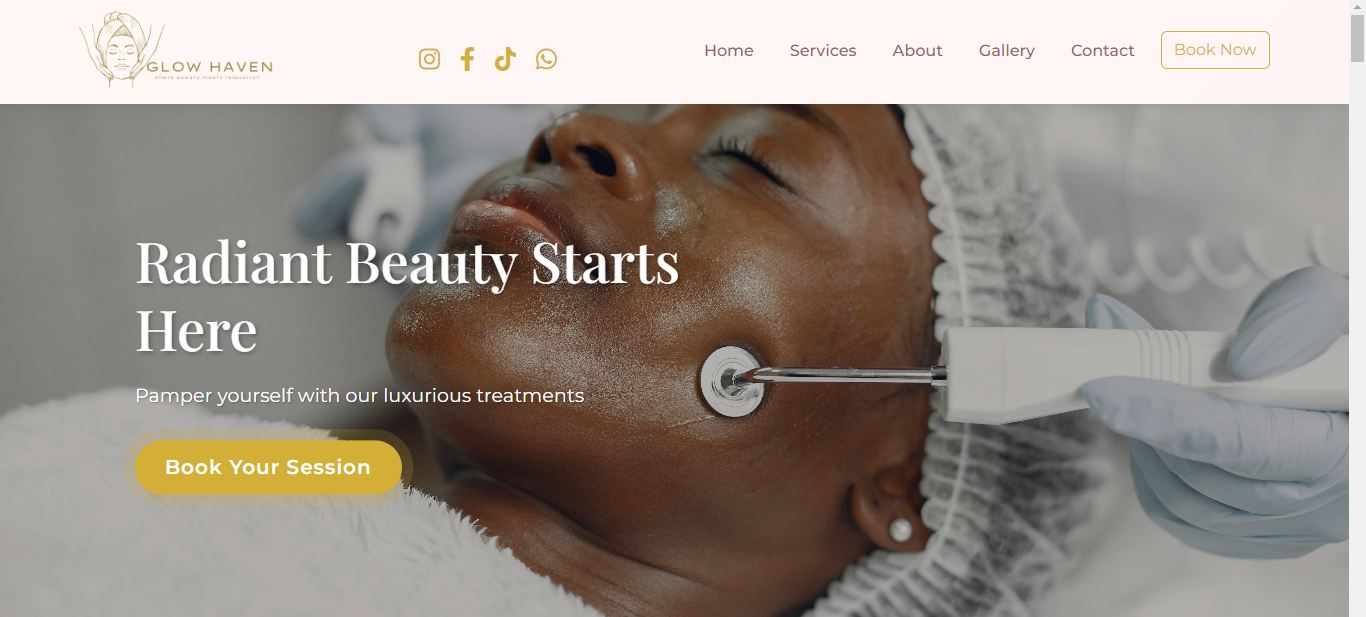 GLOW HAVEN
where beauty meets relaxation
Home Services About Gallery Contact Book Now
Radiant Beauty Starts
Here
Pamper yourself with our luxurious treatments
Book Your Session